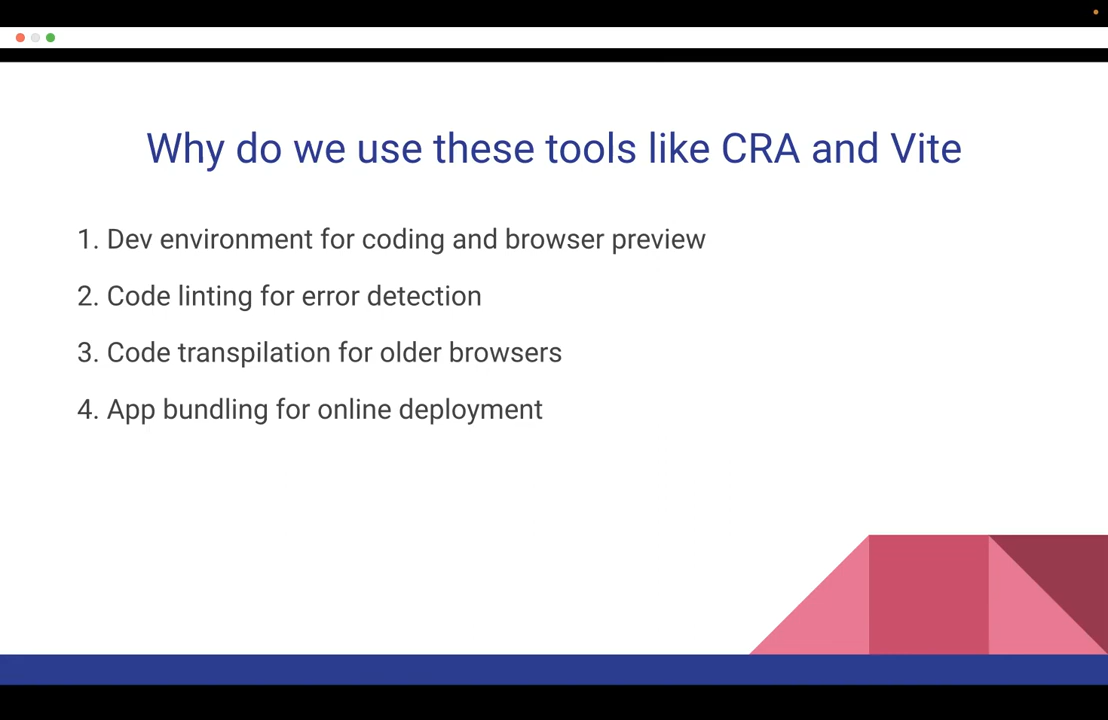 Why do we use these tools like CRA and Vite
1. Dev environment for coding and browser preview
2. Code linting for error detection
3. Code transpilation for older browsers
4. App bundling for online deployment